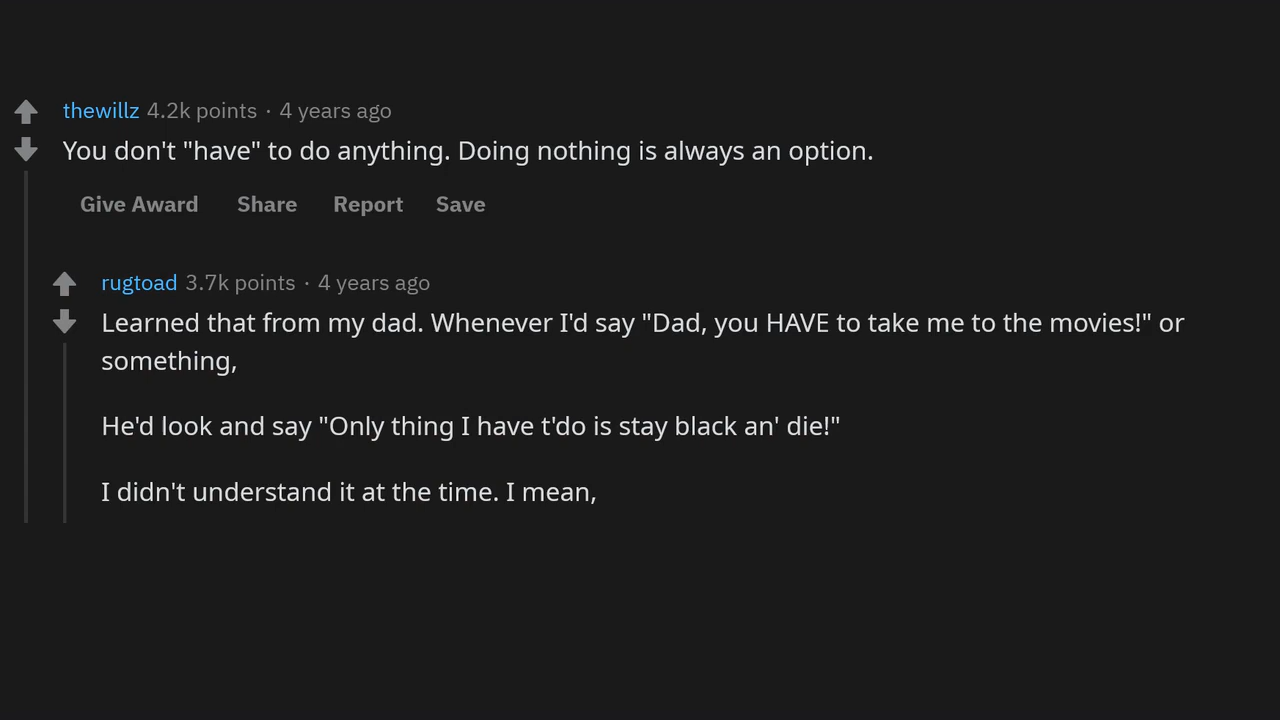 thewillz 4.2k points · 4 years ago
You don't "have" to do anything. Doing nothing is always an option.
Give Award Share Report Save
rugtoad 3.7k points · 4 years ago
Learned that from my dad. Whenever I'd say "Dad, you HAVE to take me to the movies!" or
something,
He'd look and say "Only thing I have t'do is stay black an' die!"
I didn't understand it at the time. I mean,